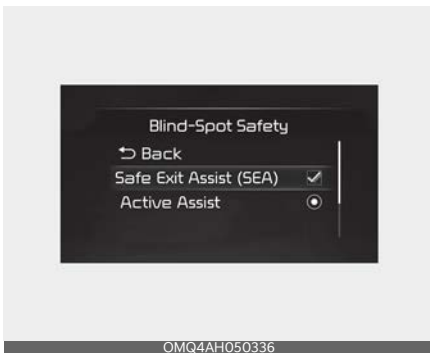 Blind-Spot Safety
Back
Safe Exit Assist (SEA)
Active Assist
OMQ4AH050336